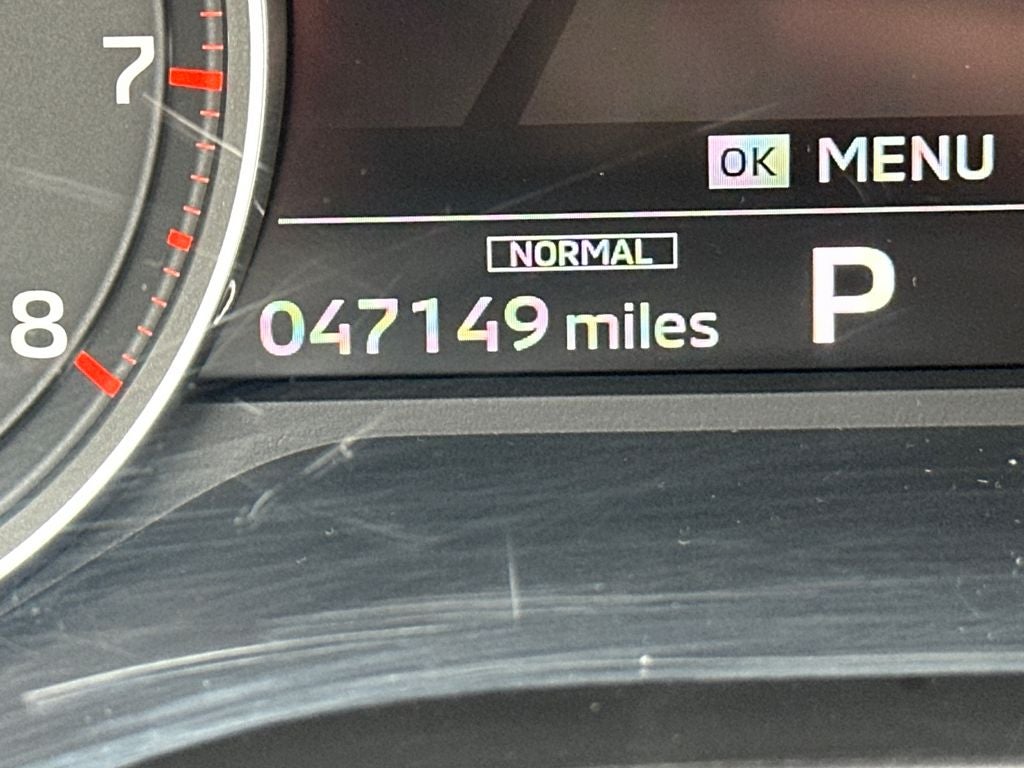 7
OK MENU
NORMAL
P
8
047149 miles